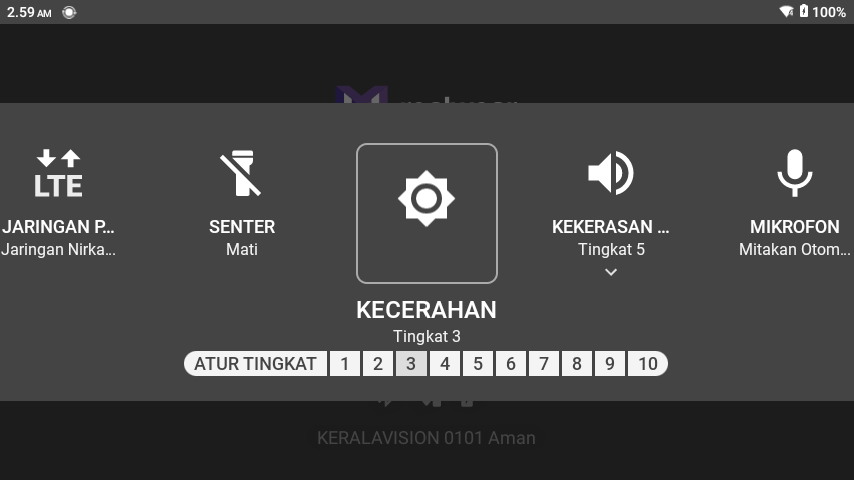 2.59 AM
100%
LTE
JARINGAN P...
Jaringan Nirka...
SENTER
Mati
KECERAHAN
Tingkat 3
KEKERASAN ...
Tingkat 5
MIKROFON
Mitakan Otom...
ATUR TINGKAT 1 2 3 4 5 6 7 8 9 10
KERALAVISION 0101 Aman